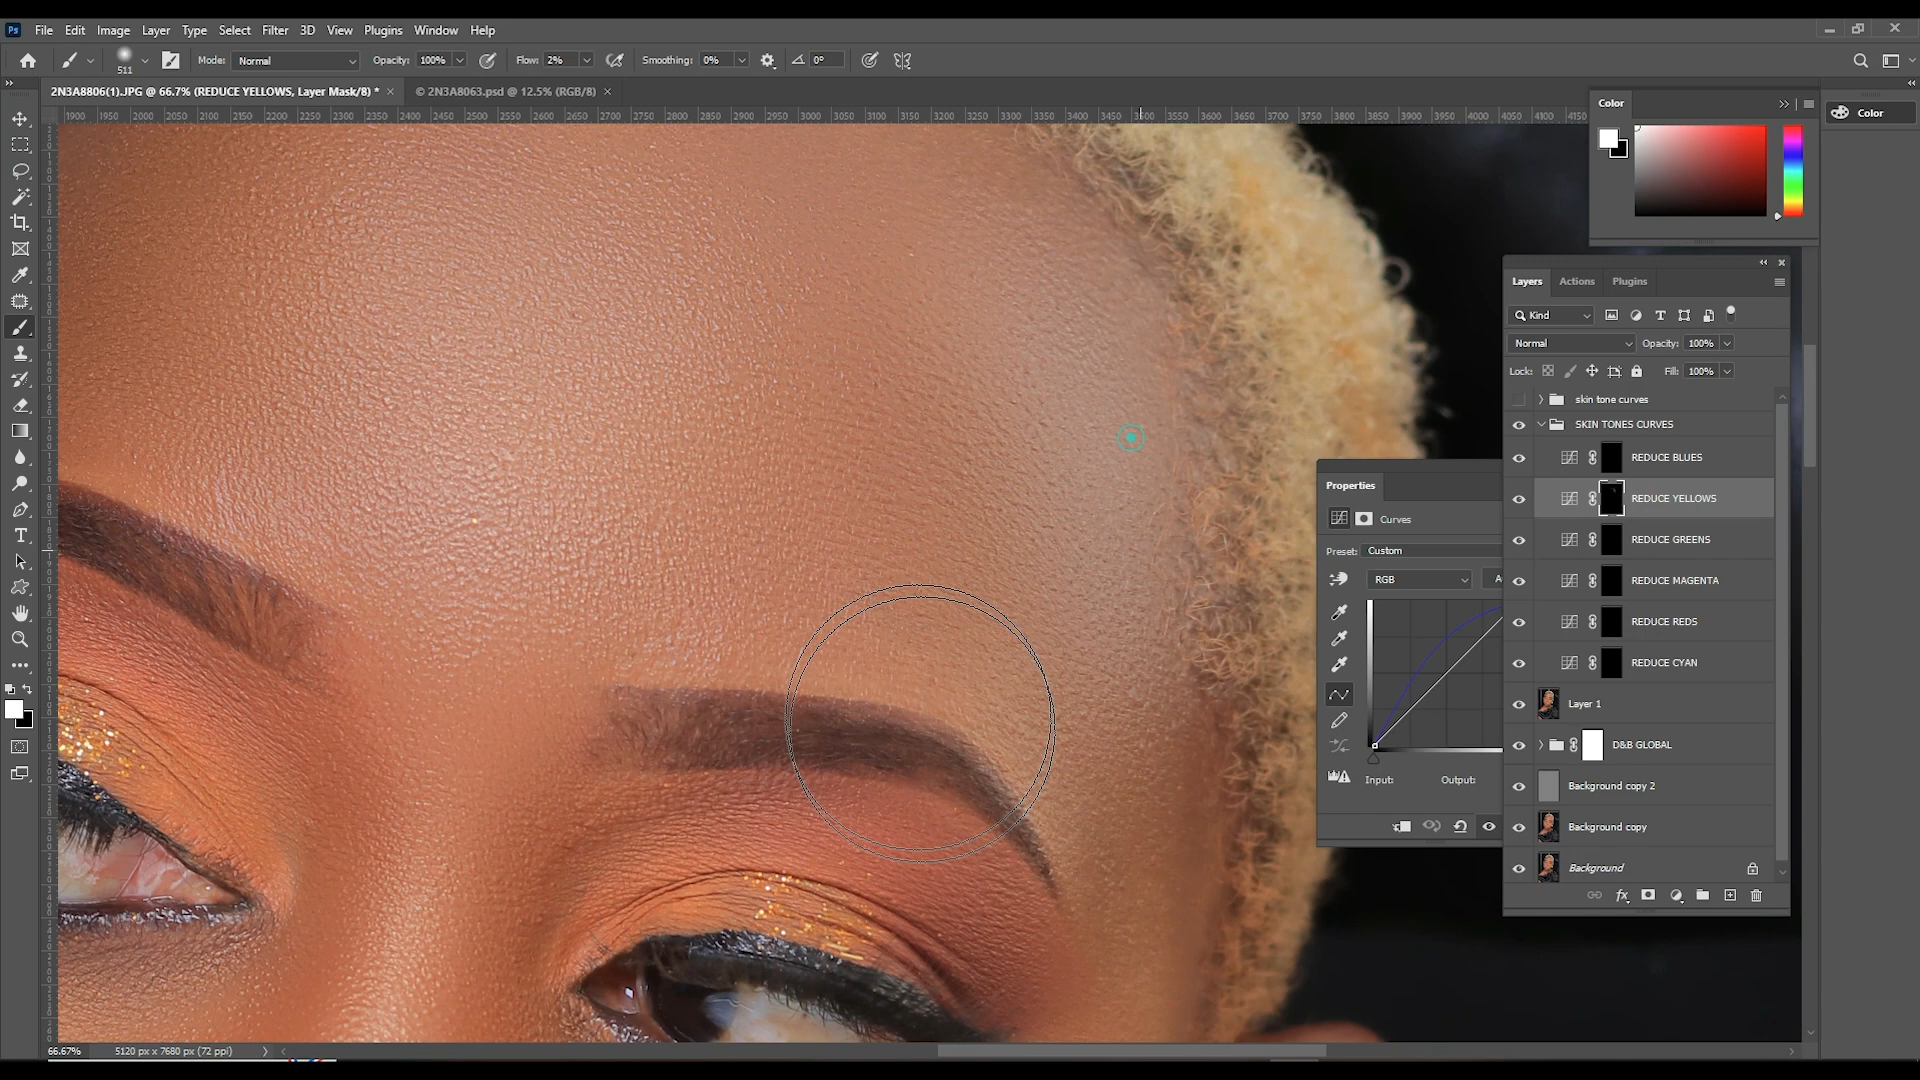 Ps File Edit Image Layer Type Select Filter 3D View Plugins Window Help
511 Mode: Normal Opacity: 100% Flow: 2% Smoothing: 0% 0°
2N3A8806(1).JPG @ 66.7% (REDUCE YELLOWS, Layer Mask/8) * × © 2N3A8063.psd @ 12.5% (RGB/8) ×
1900 2000 2050 2100 2150 2200 2250 2300 2350 2400 2450 2500 2550 2600 2650 2700 2750 2800 2850 2900 2950 3000 3050 3100 3150 3200 3250 3300 3350 3400 3450 3500 3550 3600 3650 3700 3750 3800 3850 3900 3950 4000 4050 4100 4150
Color
Color
Layers Actions Plugins
Kind
Normal Opacity: 100%
Lock: Fill: 100%
skin tone curves
SKIN TONES CURVES
REDUCE BLUES
REDUCE YELLOWS
REDUCE GREENS
REDUCE MAGENTA
REDUCE REDS
REDUCE CYAN
Layer 1
D&B GLOBAL
Background copy 2
Background copy
Background
fx
Properties
Curves
Preset: Custom
RGB A
Input: Output:
66.67% 5120 px x 7680 px (72 ppi)